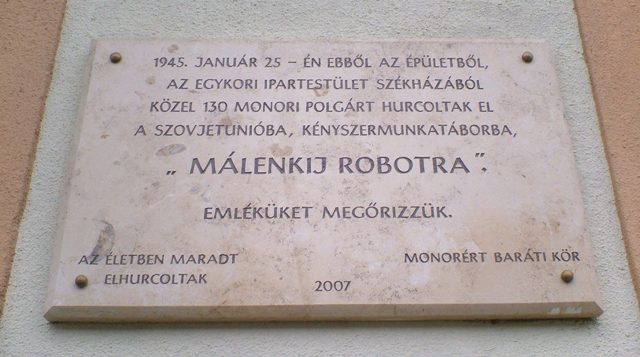 1945. JANUÁR 25 – ÉN EBBŐL AZ ÉPÜLETBŐL,
AZ EGYKORI IPARTESTÜLET SZÉKHÁZÁBÓL
KÖZEL 130 MONORI POLGÁRT HURCOLTAK EL
A SZOVJETUNIÓBA, KÉNYSZERMUNKATÁBORBA,
„MÁLENKIJ ROBOTRA”.
EMLÉKÜKET MEGŐRIZZÜK.
AZ ÉLETBEN MARADT
ELHURCOLTAK
MONORÉRT BARÁTI KÖR
2007